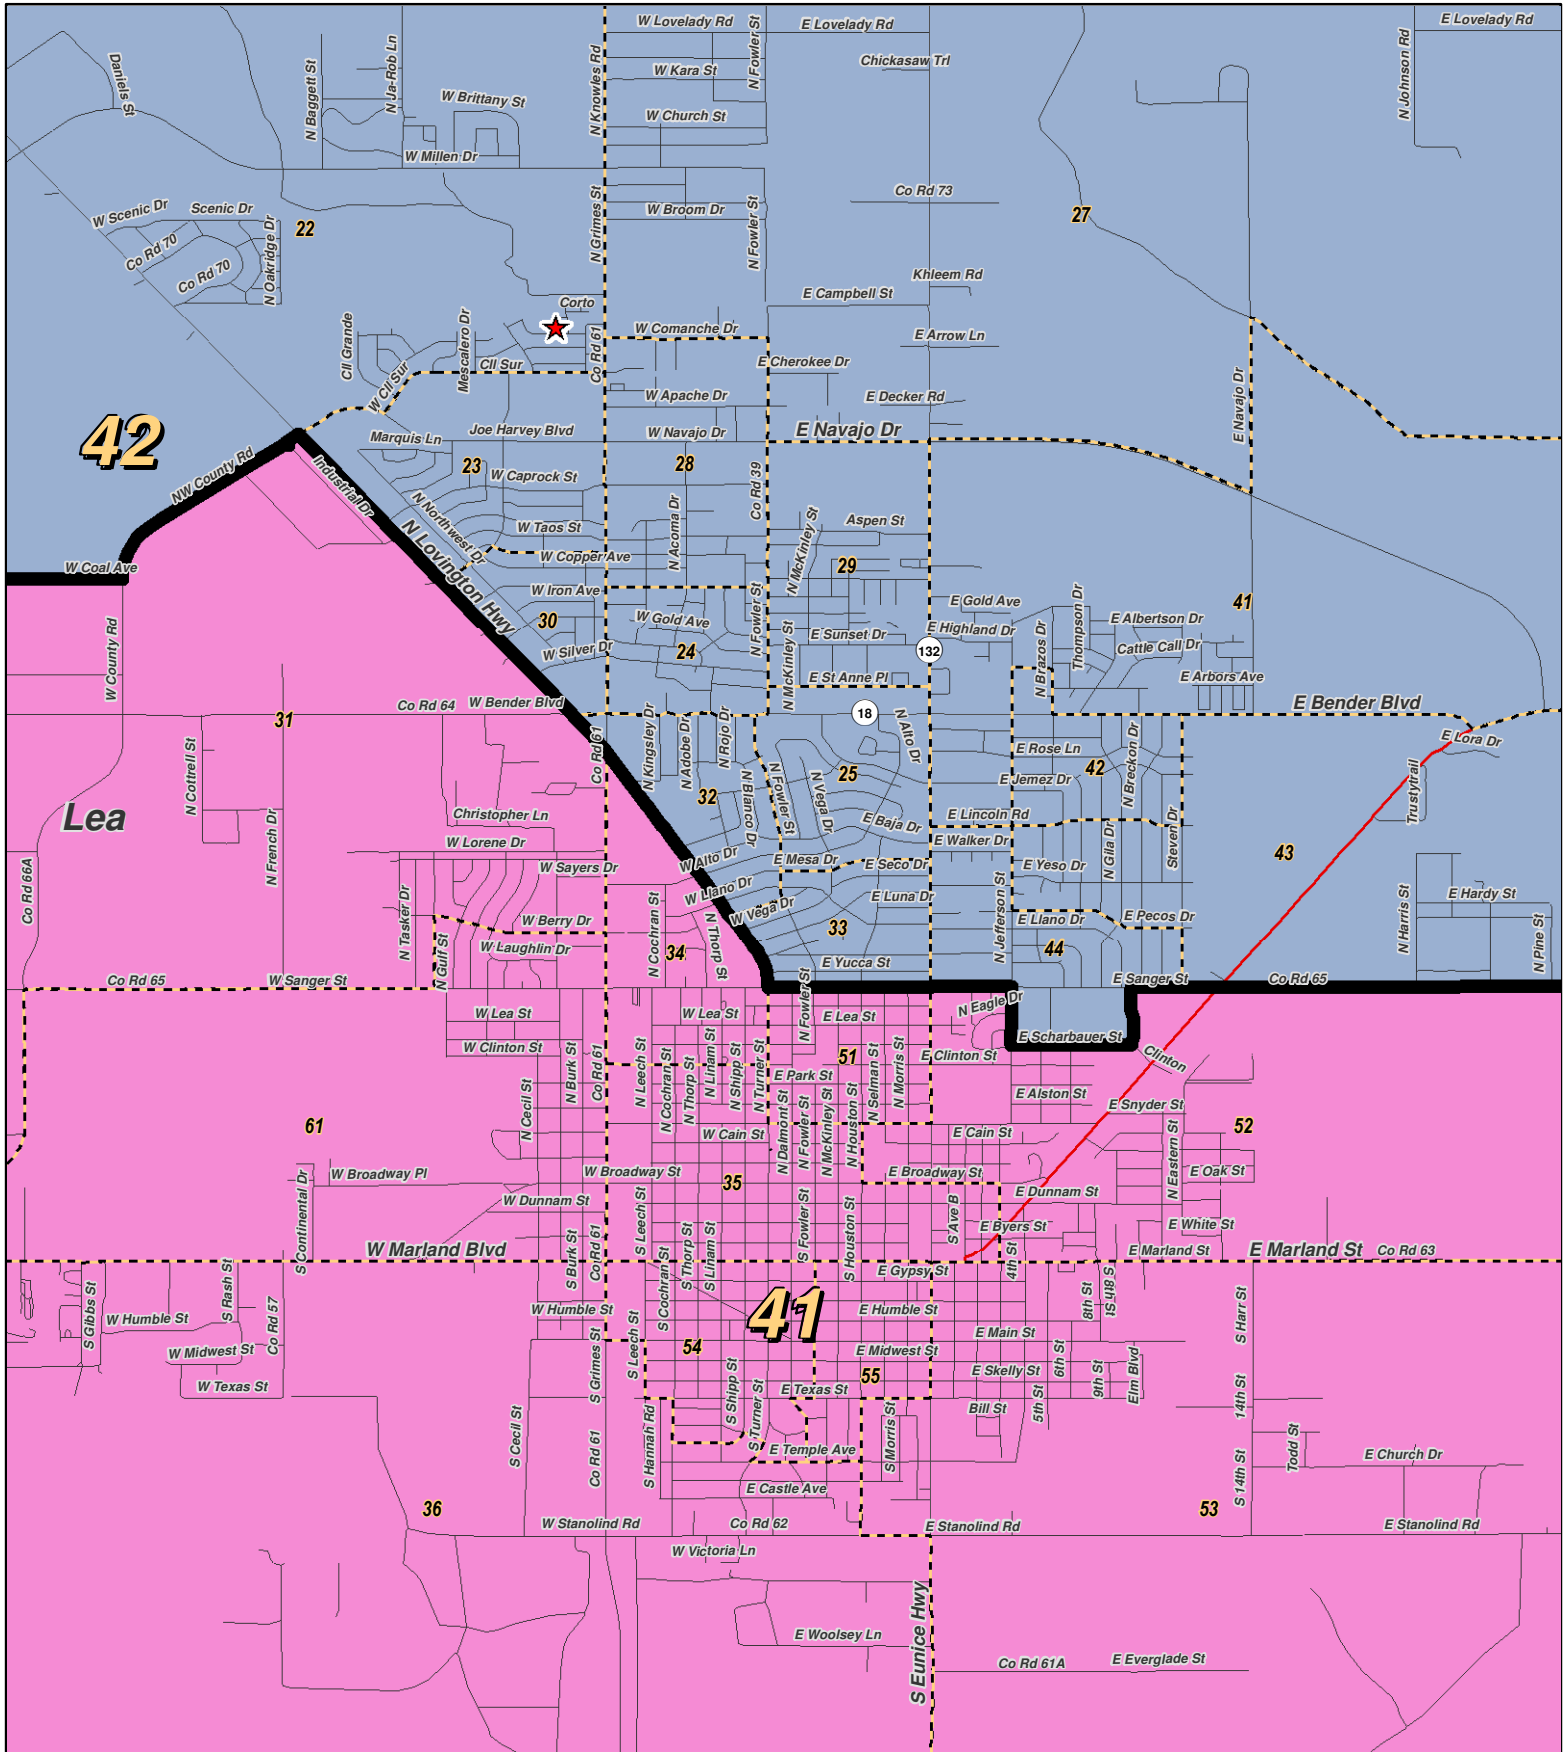 W Lovelady Rd
E Lovelady Rd
E Lovelady Rd
N Fowler St
Daniels St
N Baggett St
N Ja-Rob Ln
N Knowles Rd
W Kara St
Chickasaw Trl
N Johnson Rd
W Brittany St
W Church St
W Millen Dr
Co Rd 73
W Scenic Dr
Scenic Dr
22
N Grimes St
W Broom Dr
N Fowler St
27
Co Rd 70
Co Rd 70
N Oakridge Dr
Khleem Rd
E Campbell St
Corto
Cll Grande
Mescalero Dr
Co Rd 61
W Comanche Dr
E Arrow Ln
W Cll Sur
Cll Sur
E Cherokee Dr
W Apache Dr
E Decker Rd
E Navajo Dr
42
Marquis Ln
Joe Harvey Blvd
W Navajo Dr
E Navajo Dr
NW County Rd
Industrial Dr
23
W Caprock St
28
Co Rd 39
N Northwest Dr
N Lovington Hwy
W Taos St
N Acoma Dr
N McKinley St
Aspen St
W Coal Ave
W Copper Ave
29
W Iron Ave
N Fowler St
E Gold Ave
Thompson Dr
41
30
W Gold Ave
N McKinley St
E Sunset Dr
E Highland Dr
N Brazos Dr
E Albertson Dr
Cattle Call Dr
W County Rd
W Silver Dr
24
132
E St Anne Pl
E Arbors Ave
31
Co Rd 64
W Bender Blvd
18
E Bender Blvd
N Cottrell St
Co Rd 61
N Kingsley Dr
N Adobe Dr
N Rojo Dr
N Alto Dr
E Rose Ln
N Breckon Dr
E Lora Dr
25
E Jemez Dr
42
Trustytrail
Lea
Christopher Ln
32
N Blanco Dr
N Fowler St
N Vega Dr
E Baja Dr
E Lincoln Rd
Steven Dr
N French Dr
W Lorene Dr
W Alto Dr
E Mesa Dr
E Seco Dr
E Walker Dr
N Gila Dr
E Yeso Dr
43
Co Rd 66A
W Sayers Dr
W Llano Dr
E Luna Dr
N Harris St
E Hardy St
N Tasker Dr
W Berry Dr
N Cochran St
W Vega Dr
33
N Jefferson St
E Llano Dr
E Pecos Dr
N Pine St
N Gulf St
W Laughlin Dr
34
N Thorp St
44
E Yucca St
Co Rd 65
W Sanger St
N Fowler St
E Sanger St
Co Rd 65
W Lea St
W Lea St
E Lea St
N Eagle Dr
W Clinton St
N Burk St
Co Rd 61
N Leech St
N Cochran St
N Thorp St
N Linam St
N Shipp St
N Turner St
51
E Clinton St
E Scharbauer St
Clinton
N Cecil St
E Park St
N Selman St
N Morris St
E Alston St
E Snyder St
61
W Cain St
N Dalmont St
N Fowler St
N McKinley St
N Houston St
E Cain St
N Eastern St
52
W Broadway Pl
W Broadway St
35
E Broadway St
E Oak St
S Continental Dr
W Dunnam St
E Dunnam St
S Leech St
S Fowler St
S Houston St
S Ave B
E Byers St
E White St
W Marland Blvd
S Burk St
Co Rd 61
S Cochran St
S Thorp St
S Linam St
E Gypsy St
4th St
E Marland St
E Marland St
Co Rd 63
S Gibbs St
W Humble St
S Rash St
Co Rd 57
W Humble St
41
E Humble St
8th St
S 8th St
S Harr St
W Midwest St
S Grimes St
S Leech St
54
E Main St
E Midwest St
W Texas St
S Shipp St
E Texas St
55
E Skelly St
6th St
9th St
Elm Blvd
5th St
14th St
S Cecil St
Co Rd 61
S Hannah Rd
S Turner St
S Morris St
Bill St
E Temple Ave
Todd St
E Church Dr
36
E Castle Ave
S 14th St
53
W Stanolind Rd
Co Rd 62
E Stanolind Rd
E Stanolind Rd
W Victoria Ln
S Eunice Hwy
E Woolsey Ln
Co Rd 61A
E Everglade St